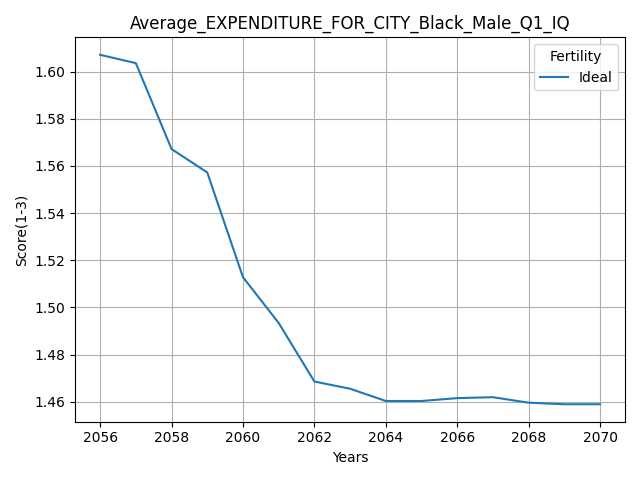 Average_EXPENDITURE_FOR_CITY_Black_Male_Q1_IQ
Fertility
Ideal
Score(1-3)
1.60
1.58
1.56
1.54
1.52
1.50
1.48
1.46
2056 2058 2060 2062 2064 2066 2068 2070
Years